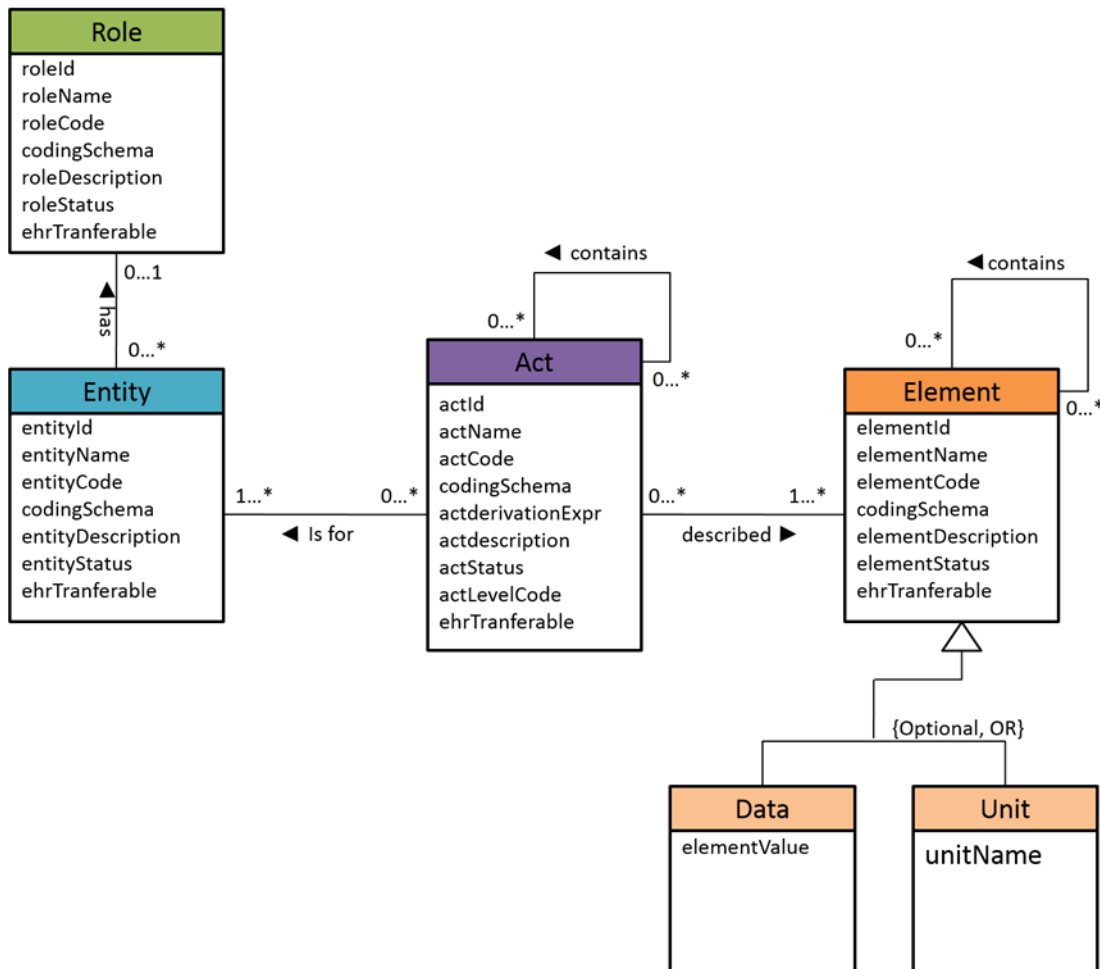 Role
roleId
roleName
roleCode
codingSchema
roleDescription
roleStatus
ehrTranferable
0...1
◄ has
0...*
Entity
entityId
entityName
entityCode
codingSchema
entityDescription
entityStatus
ehrTranferable
1...*
0...*
◄ Is for
◄ contains
0...*
0...*
Act
actId
actName
actCode
codingSchema
actderivationExpr
actdescription
actStatus
actLevelCode
ehrTranferable
0...*
1...*
described ►
◄ contains
0...*
0...*
Element
elementId
elementName
elementCode
codingSchema
elementDescription
elementStatus
ehrTranferable
{Optional, OR}
Data
elementValue
Unit
unitName